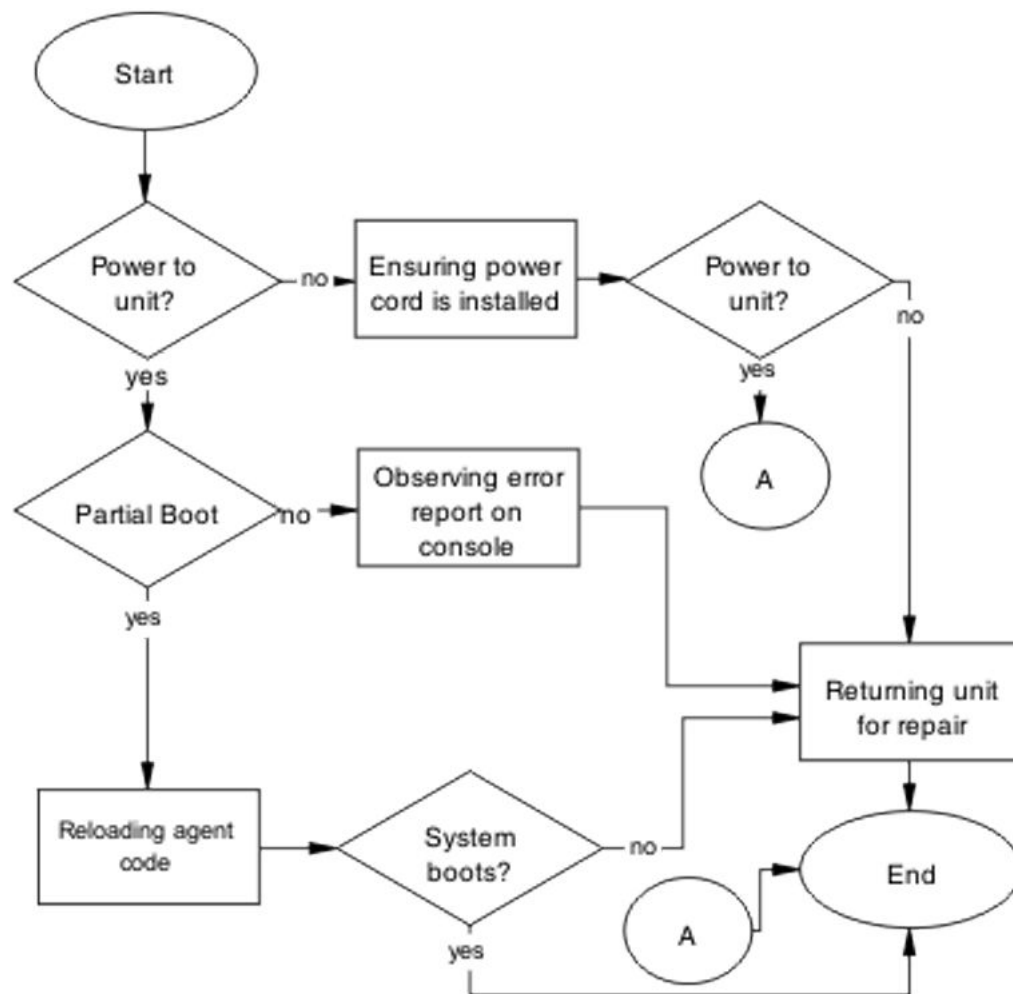 Start
Power to
unit?
no
Ensuring power
cord is installed
Power to
unit?
no
yes
yes
A
Partial Boot
no
Observing error
report on
console
yes
Returning unit
for repair
Reloading agent
code
System
boots?
no
End
A
yes